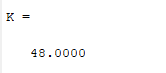 K =
48.0000